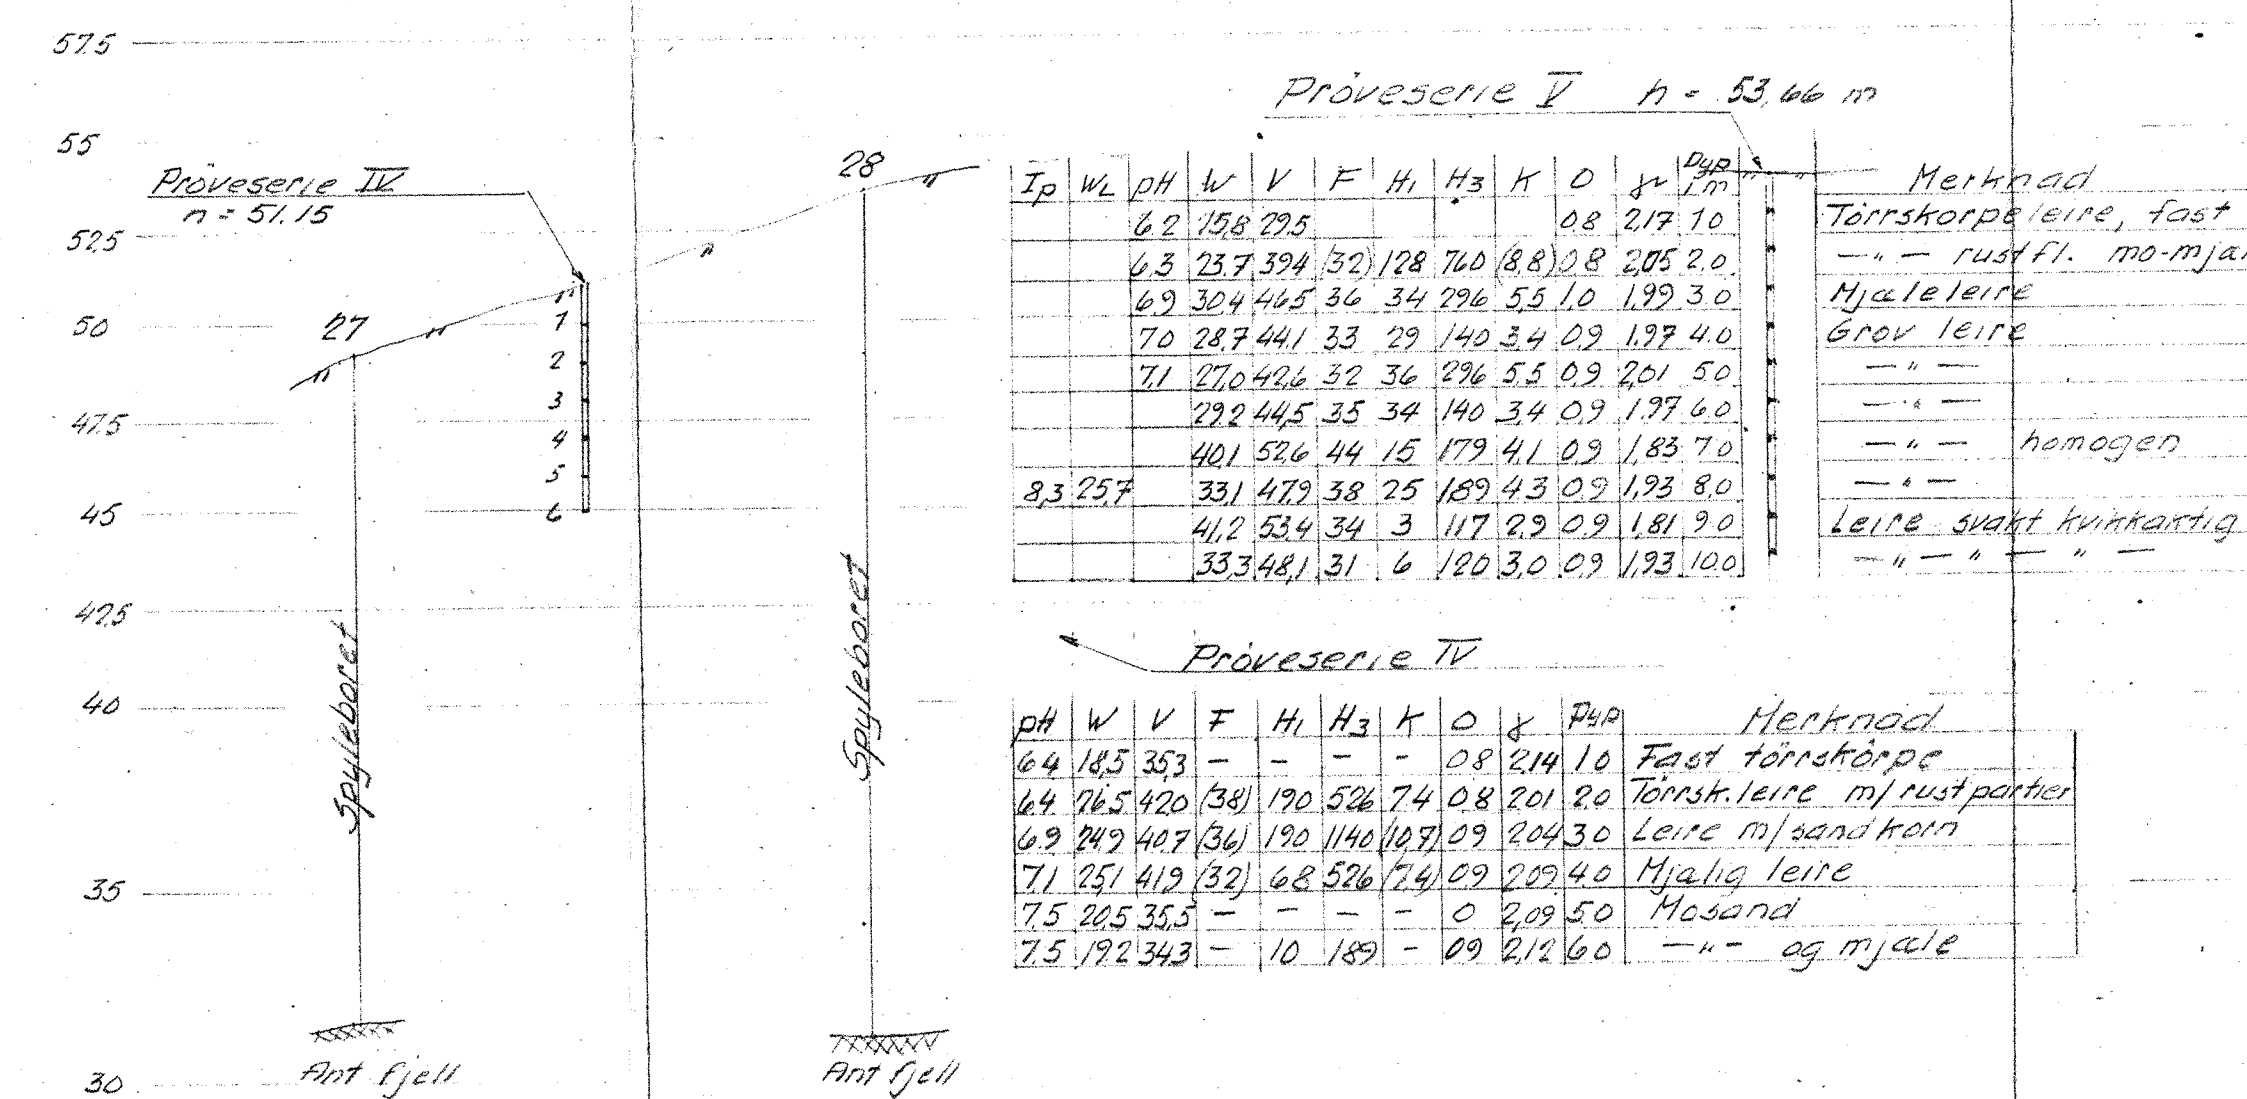 57.5
55
52.5
50
47.5
45
42.5
40
35
30
Pröveserie IV
n = 51.15
27
28
1
2
3
4
5
6
Spyleboret
Spyleboret
Ant fjell
Ant fjell
Pröveserie V h = 53,66 m
Ip WL pH W V F H1 H3 K O γ Dyp i m Merknad
6.2 15,8 29.5 0.8 2,17 1.0 Törrskorpeleire, fast
6,3 23.7 39.4 (32) 128 760 (8.8) 0.8 2,05 2.0 —„— rustfl. mo-mjæl
6.9 30.4 46.5 36 34 296 5,5 1.0 1,99 3.0 Mjæleleire
7.0 28.7 44.1 33 29 140 3.4 0.9 1.97 4.0 Grov leire
7,1 27.0 42.6 32 36 296 5.5 0.9 2,01 5.0 —„—
29.2 44,5 35 34 140 3,4 0.9 1.97 6.0 —„—
40.1 52.6 44 15 179 4.1 0.9 1,83 7.0 —„— homogen
8,3 25,7 33,1 47.9 38 25 189 4.3 0.9 1,93 8.0 —„—
41,2 53.4 34 3 117 2.9 0.9 1,81 9.0 Leire svakt kvikkaktig
33,3 48,1 31 6 120 3,0 0.9 1,93 10.0 —„—„—„—
Pröveserie IV
pH W V F H1 H3 K O γ Dyp Merknad
6.4 18.5 35.3 — — — — 0.8 2.14 1.0 Fast törrskorpe
6.4 26.5 42.0 (38) 190 526 7.4 0.8 2.01 2.0 Törrsk.leire m/rustpartier
6.9 24.9 40.7 (36) 190 1140 (10,7) 0.9 2.04 3.0 Leire m/sandkorn
7.1 25,1 41.9 (32) 68 526 (7.4) 0.9 2.09 4.0 Mjælig leire
7.5 20.5 35,5 — — — — 0 2,09 5.0 Mosand
7.5 19.2 34.3 — 10 189 — 0.9 2,12 6.0 —„— og mjæle